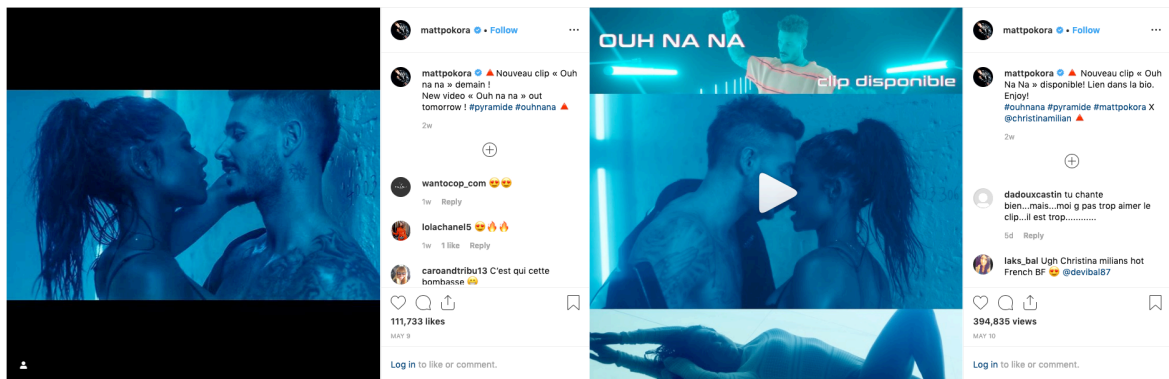 mattpokora • Follow
mattpokora 🔺 Nouveau clip « Ouh
na na » demain !
New video « Ouh na na » out
tomorrow ! #pyramide #ouhnana 🔺
2w
wantocop_com 😍😍
1w Reply
lolachanel5 😍🔥🔥
1w 1 like Reply
caroandtribu13 C'est qui cette
bombasse 😬
111,733 likes
MAY 9
Log in to like or comment.
OUH NA NA
clip disponible
mattpokora • Follow
mattpokora 🔺 Nouveau clip « Ouh
Na Na » disponible! Lien dans la bio.
Enjoy!
#ouhnana #pyramide #mattpokora X
@christinamilian 🔺
2w
dadouxcastin tu chante
bien...mais...moi g pas trop aimer le
clip...il est trop............
5d Reply
laks_bal Ugh Christina milians hot
French BF 😍 @devibal87
394,835 views
MAY 10
Log in to like or comment.